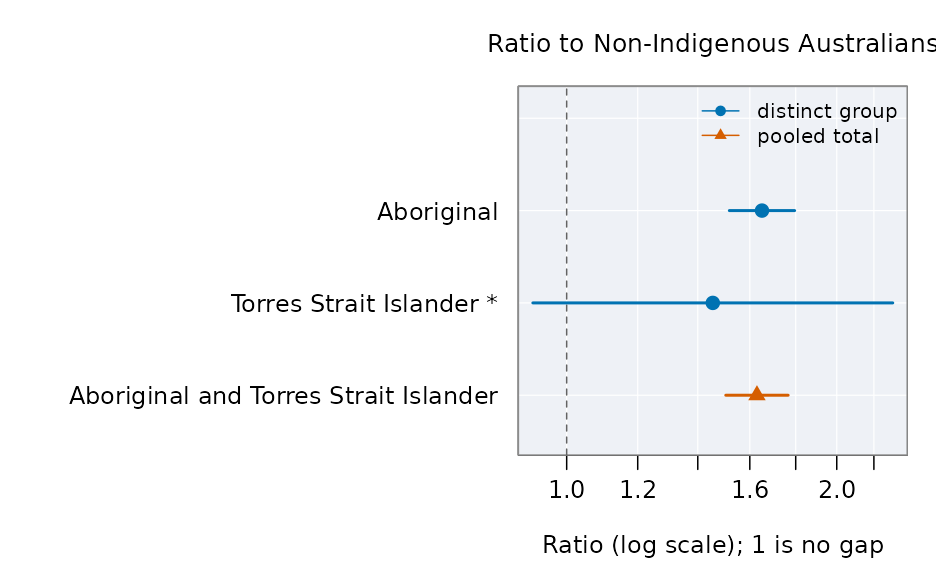 Ratio to Non-Indigenous Australians
distinct group
pooled total
Aboriginal
Torres Strait Islander *
Aboriginal and Torres Strait Islander
1.0 1.2 1.6 2.0
Ratio (log scale); 1 is no gap